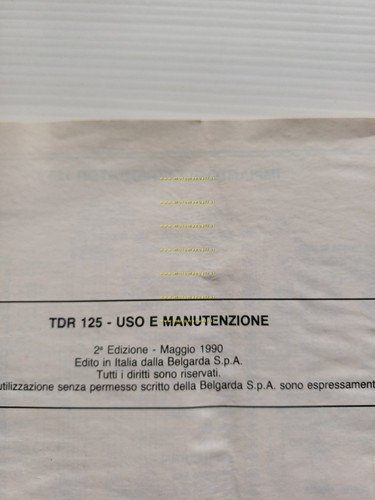 TDR 125 - USO E MANUTENZIONE
2ª Edizione - Maggio 1990
Edito in Italia dalla Belgarda S.p.A.
Tutti i diritti sono riservati.
utilizzazione senza permesso scritto della Belgarda S.p.A. sono espressament